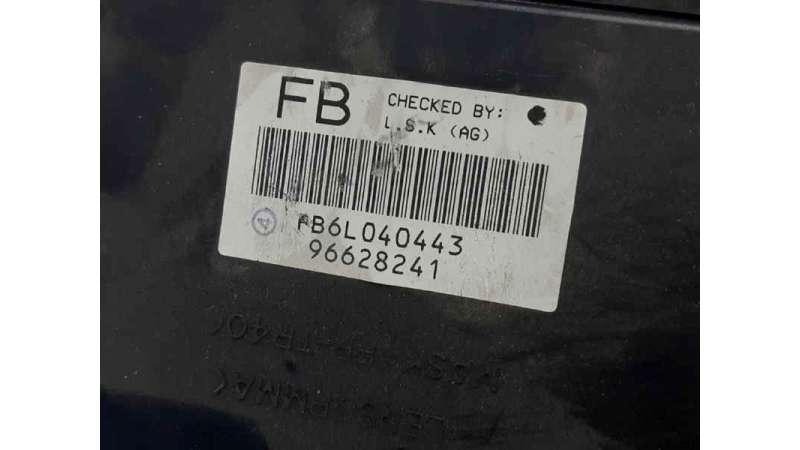 FB
CHECKED BY:
L.S.K (AG)
FB6L040443
96628241